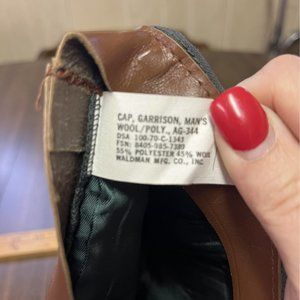 CAP, GARRISON, MAN'S
WOOL/POLY., AG-344
DSA 100-70-C-1343
FSN: 8405-985-7389
55% POLYESTER 45% WOO
WALDMAN MFG. CO., INC